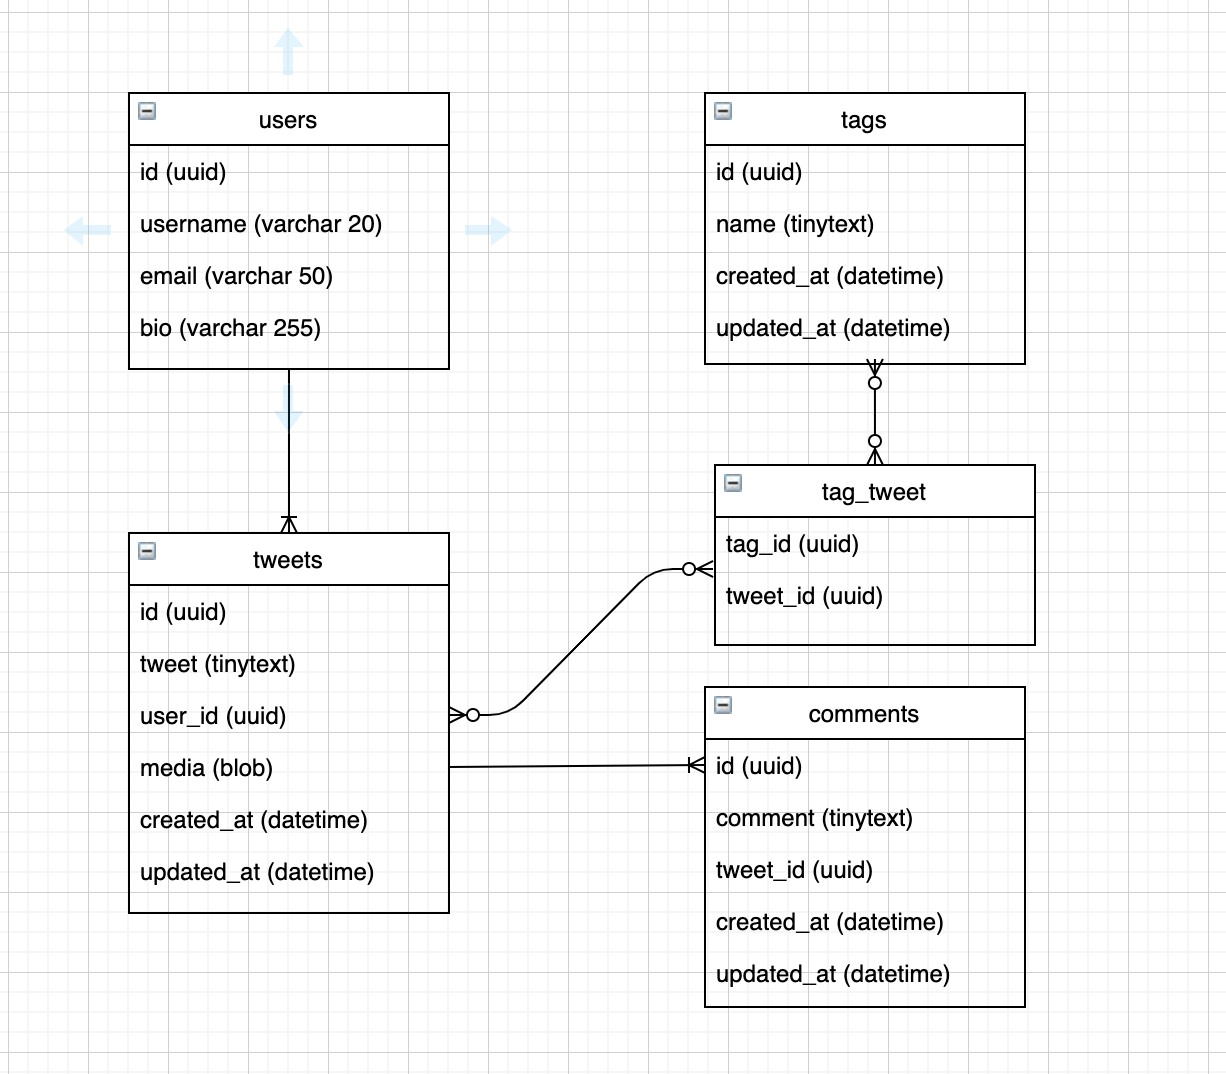 users
id (uuid)
username (varchar 20)
email (varchar 50)
bio (varchar 255)
tags
id (uuid)
name (tinytext)
created_at (datetime)
updated_at (datetime)
tag_tweet
tag_id (uuid)
tweet_id (uuid)
tweets
id (uuid)
tweet (tinytext)
user_id (uuid)
media (blob)
created_at (datetime)
updated_at (datetime)
comments
id (uuid)
comment (tinytext)
tweet_id (uuid)
created_at (datetime)
updated_at (datetime)